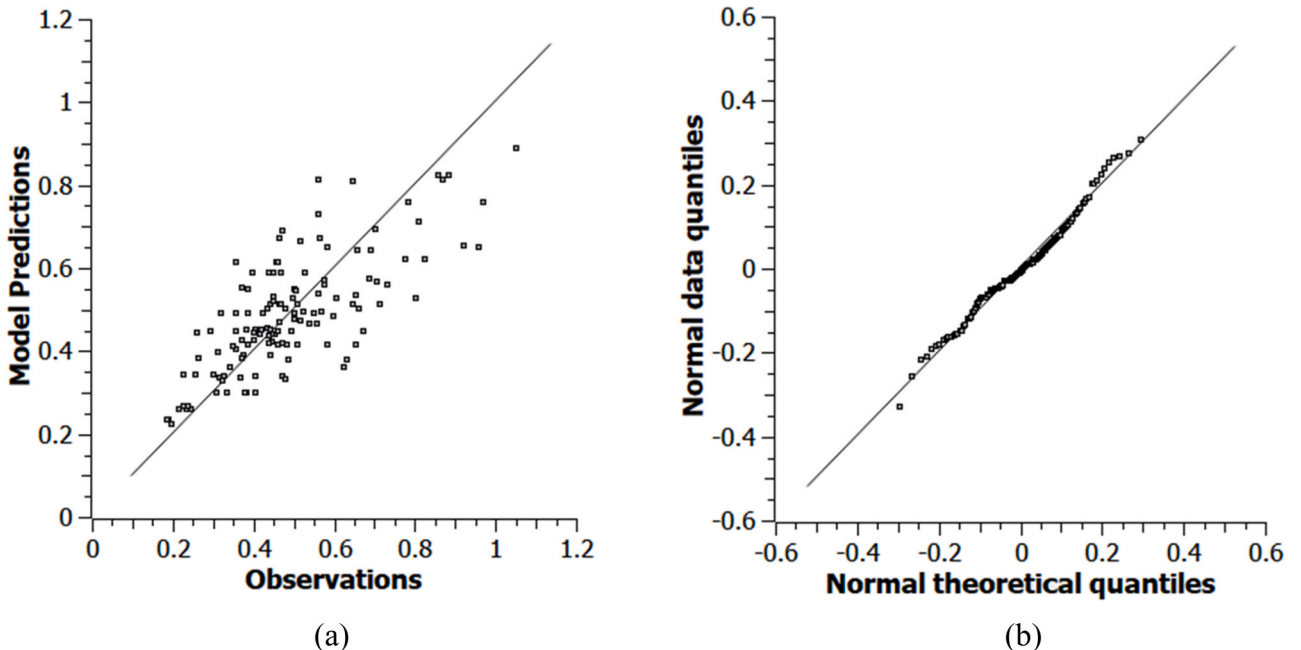 1.2
1
0.8
0.6
0.4
0.2
0
Model Predictions
0 0.2 0.4 0.6 0.8 1 1.2
Observations
(a)
0.6
0.4
0.2
0
-0.2
-0.4
-0.6
Normal data quantiles
-0.6 -0.4 -0.2 0 0.2 0.4 0.6
Normal theoretical quantiles
(b)